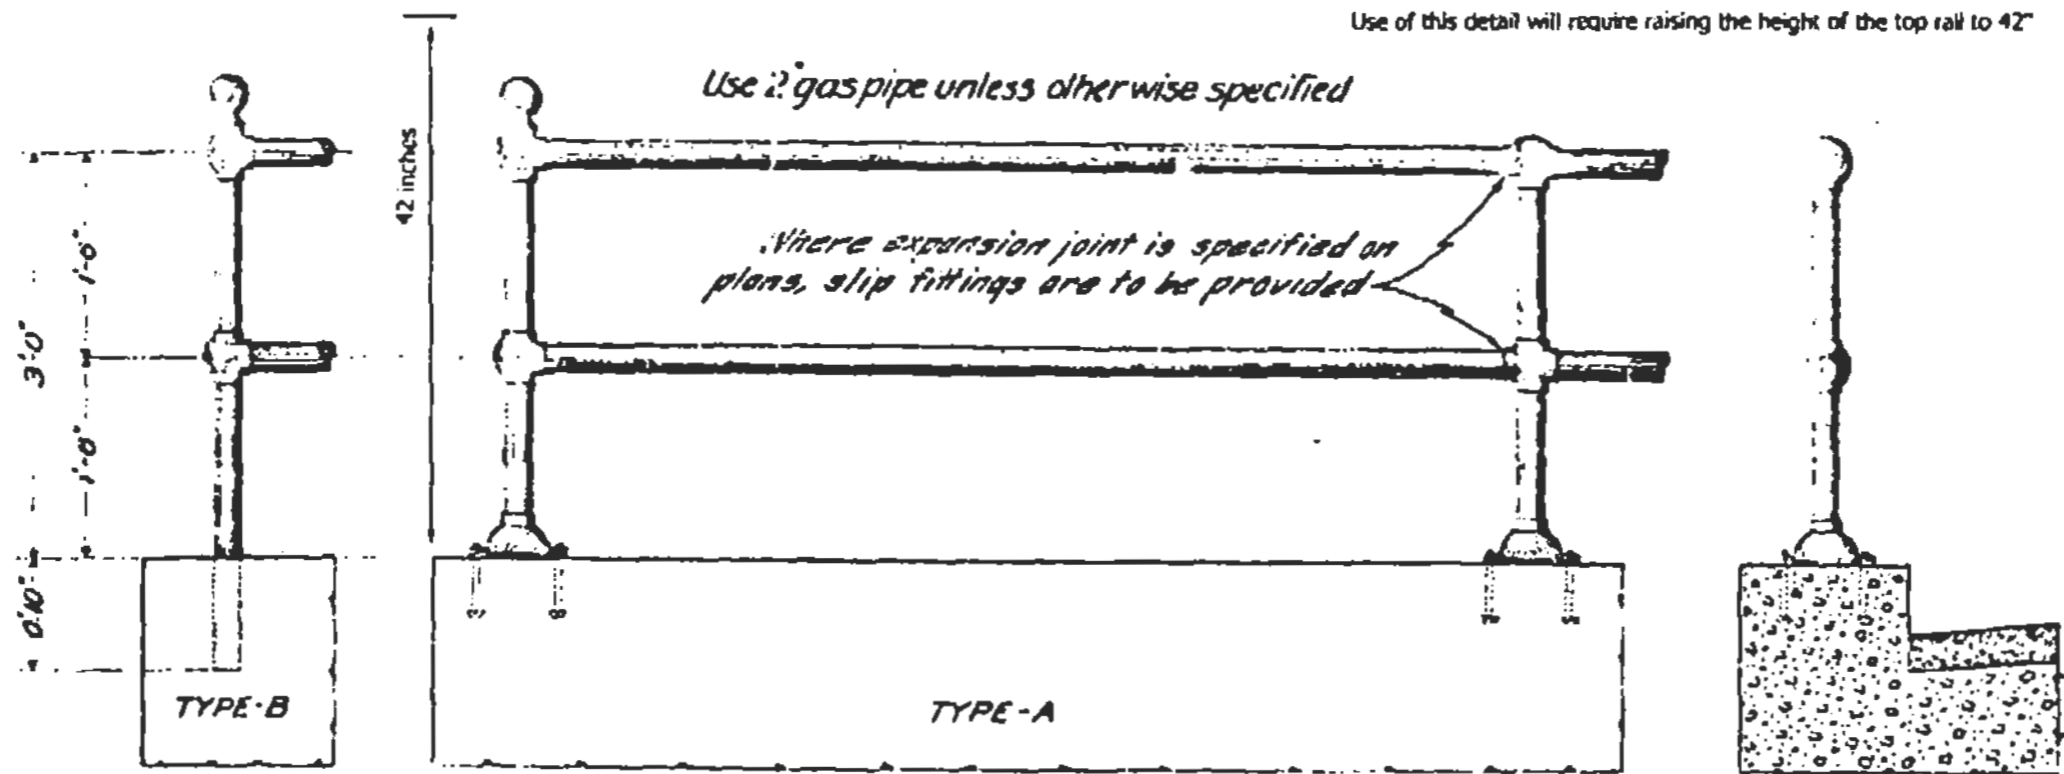 Use of this detail will require raising the height of the top rail to 42"
Use 2" gas pipe unless otherwise specified
42 inches
Where expansion joint is specified on
plans, slip fittings are to be provided
3'-0"
1'-6"
1'-6"
0'-10"
TYPE-B
TYPE-A